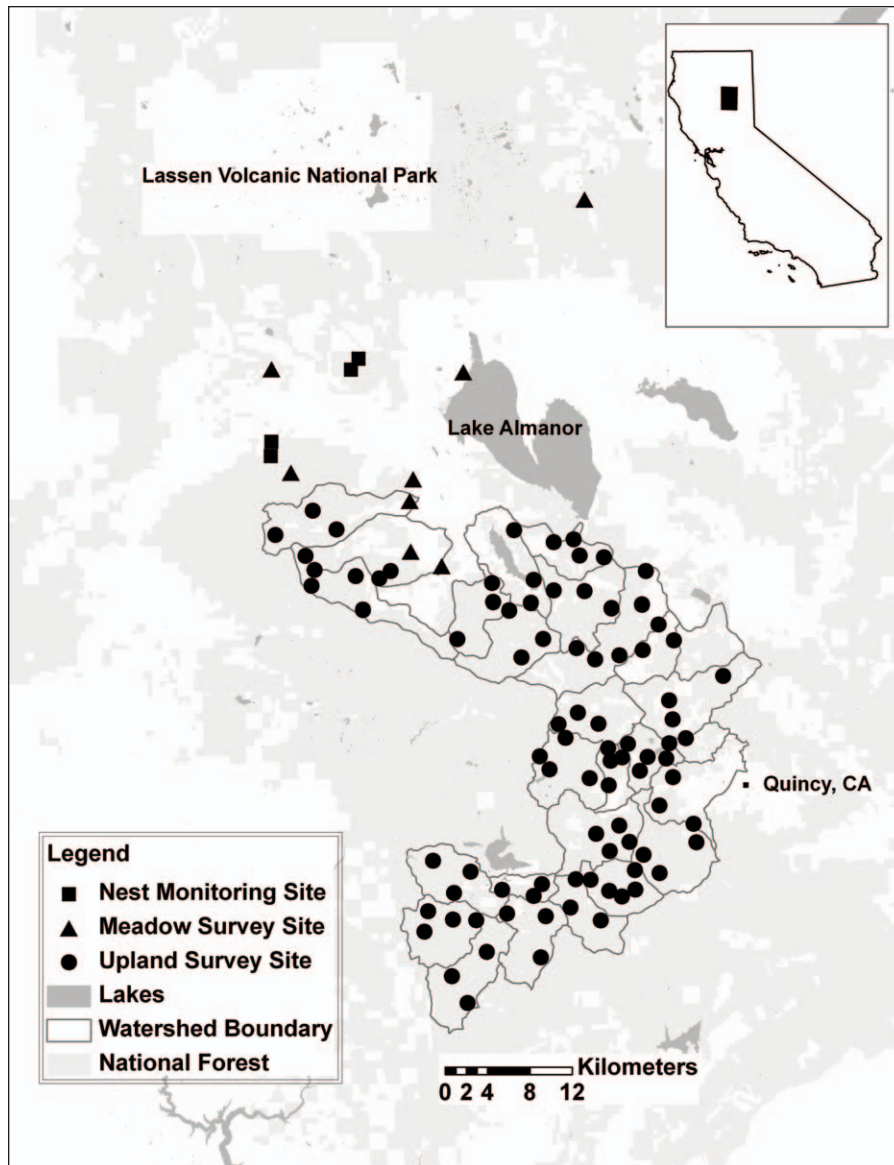 Lassen Volcanic National Park
Lake Almanor
Quincy, CA
Legend
Nest Monitoring Site
Meadow Survey Site
Upland Survey Site
Lakes
Watershed Boundary
National Forest
Kilometers
0 2 4 8 12